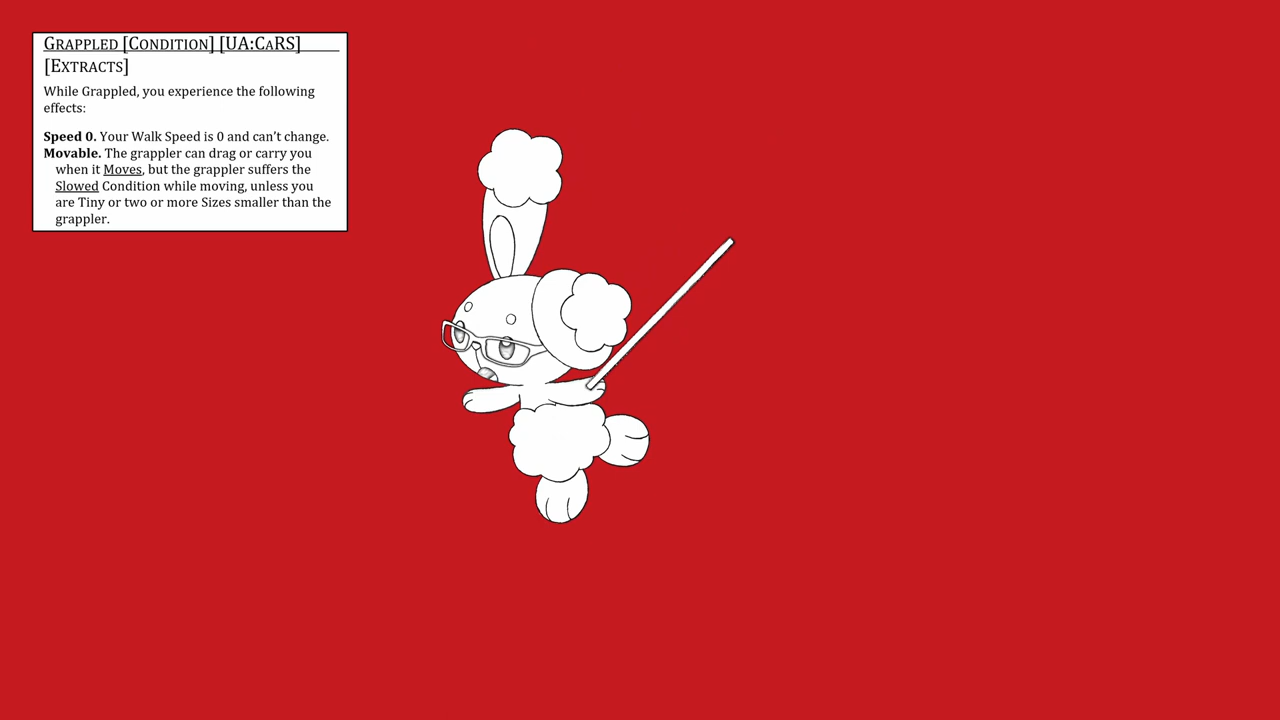 GRAPPLED [CONDITION] [UA:CARS]
[EXTRACTS]
While Grappled, you experience the following
effects:
Speed 0. Your Walk Speed is 0 and can't change.
Movable. The grappler can drag or carry you
when it Moves, but the grappler suffers the
Slowed Condition while moving, unless you
are Tiny or two or more Sizes smaller than the
grappler.